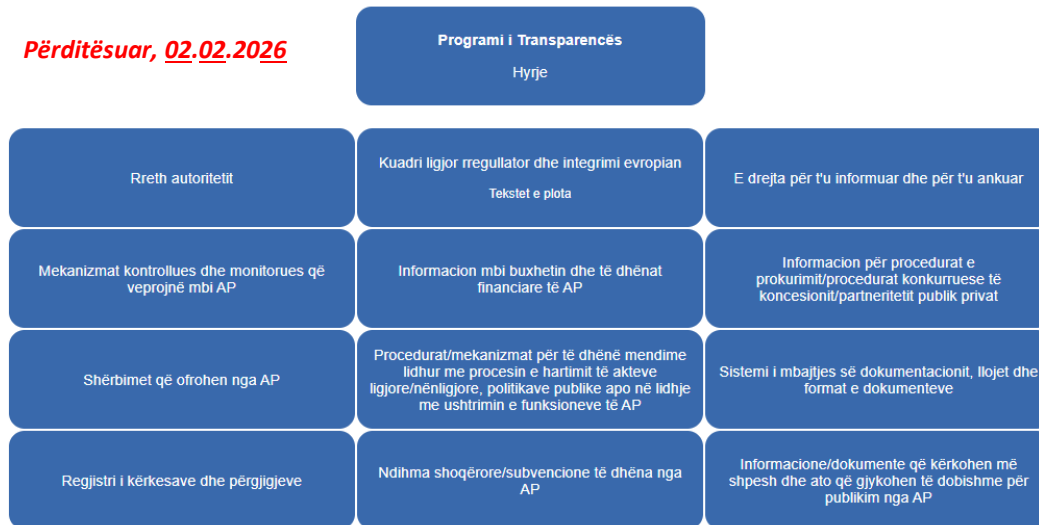 Përditësuar, 02.02.2026
Programi i Transparencës
Hyrje
Rreth autoritetit
Kuadri ligjor rregullator dhe integrimi evropian
Tekstet e plota
E drejta për t'u informuar dhe për t'u ankuar
Mekanizmat kontrollues dhe monitorues që
veprojnë mbi AP
Informacion mbi buxhetin dhe të dhënat
financiare të AP
Informacion për procedurat e
prokurimit/procedurat konkurruese të
koncesionit/partneritetit publik privat
Shërbimet që ofrohen nga AP
Procedurat/mekanizmat për të dhënë mendime
lidhur me procesin e hartimit të akteve
ligjore/nënligjore, politikave publike apo në lidhje
me ushtrimin e funksioneve të AP
Sistemi i mbajtjes së dokumentacionit, llojet dhe
format e dokumenteve
Regjistri i kërkesave dhe përgjigjeve
Ndihma shoqërore/subvencione të dhëna nga
AP
Informacione/dokumente që kërkohen më
shpesh dhe ato që gjykohen të dobishme për
publikim nga AP